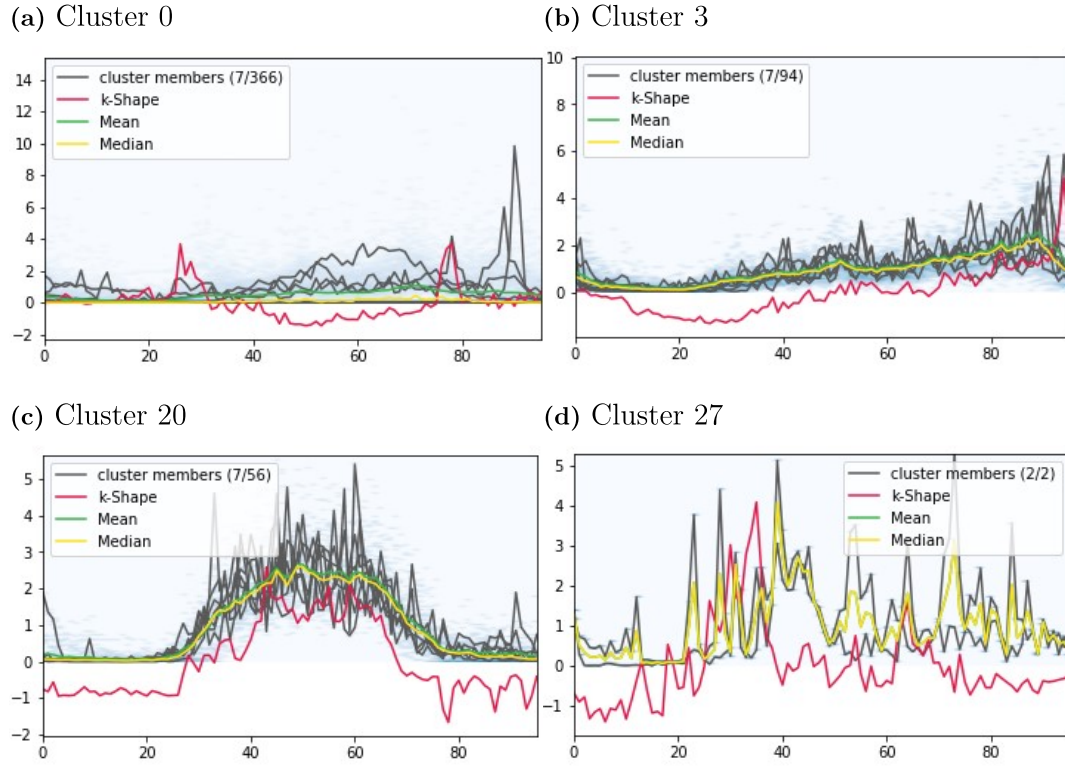 (a) Cluster 0
14
12
10
8
6
4
2
0
−2
0 20 40 60 80
cluster members (7/366)
k-Shape
Mean
Median
(b) Cluster 3
10
8
6
4
2
0
0 20 40 60 80
cluster members (7/94)
k-Shape
Mean
Median
(c) Cluster 20
5
4
3
2
1
0
−1
−2
0 20 40 60 80
cluster members (7/56)
k-Shape
Mean
Median
(d) Cluster 27
5
4
3
2
1
0
−1
0 20 40 60 80
cluster members (2/2)
k-Shape
Mean
Median